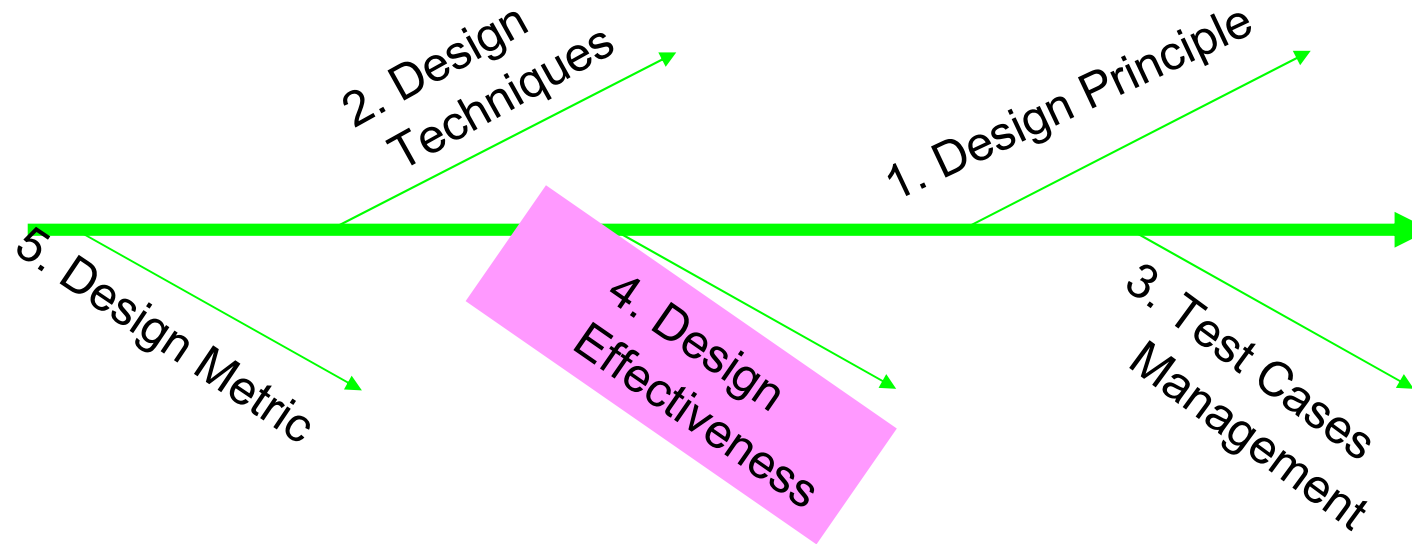 2. Design
Techniques
1. Design Principle
5. Design Metric
4. Design
Effectiveness
3. Test Cases
Management